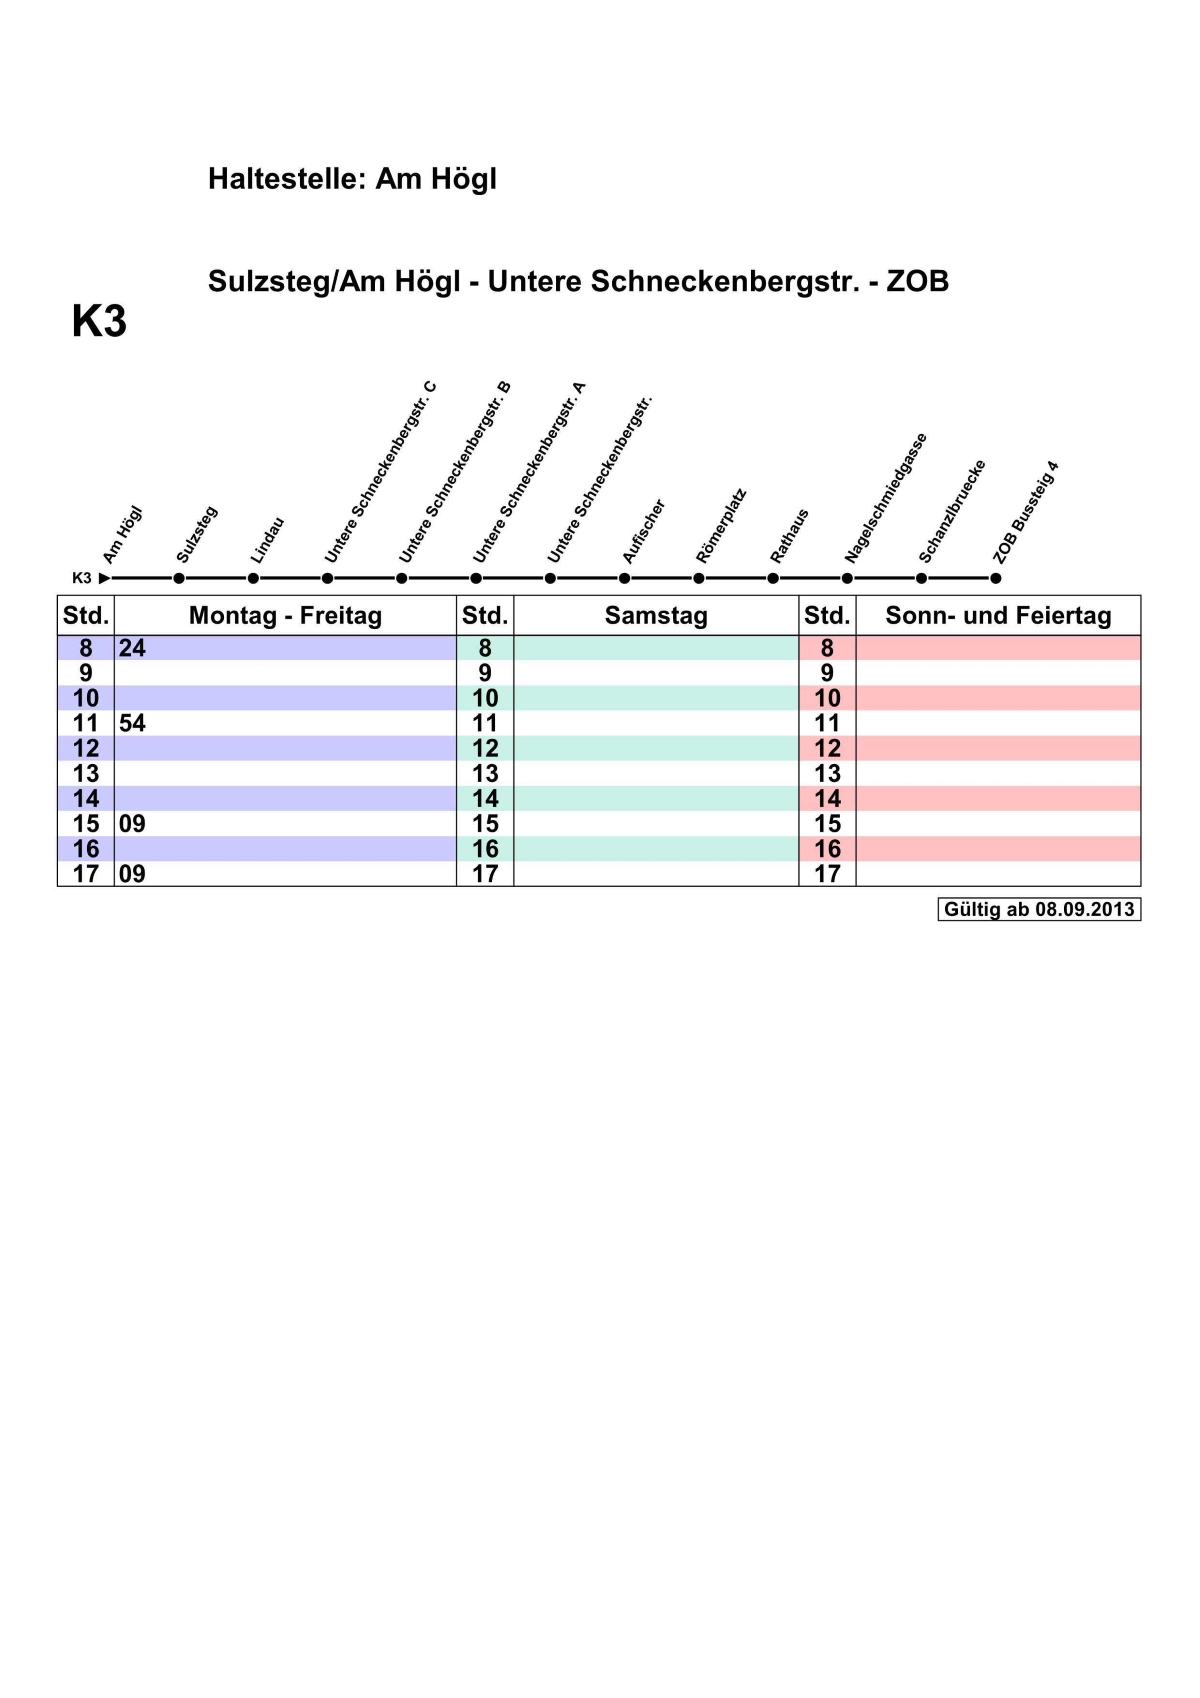 Haltestelle: Am Högl
Sulzsteg/Am Högl - Untere Schneckenbergstr. - ZOB
K3
Am Högl
Sulzsteg
Lindau
Untere Schneckenbergstr. C
Untere Schneckenbergstr. B
Untere Schneckenbergstr. A
Untere Schneckenbergstr.
Aufischer
Römerplatz
Rathaus
Nagelschmiedgasse
Schanzlbruecke
ZOB Bussteig 4
K3
Std. Montag - Freitag Std. Samstag Std. Sonn- und Feiertag
8 24 8 8
9 9 9
10 10 10
11 54 11 11
12 12 12
13 13 13
14 14 14
15 09 15 15
16 16 16
17 09 17 17
Gültig ab 08.09.2013